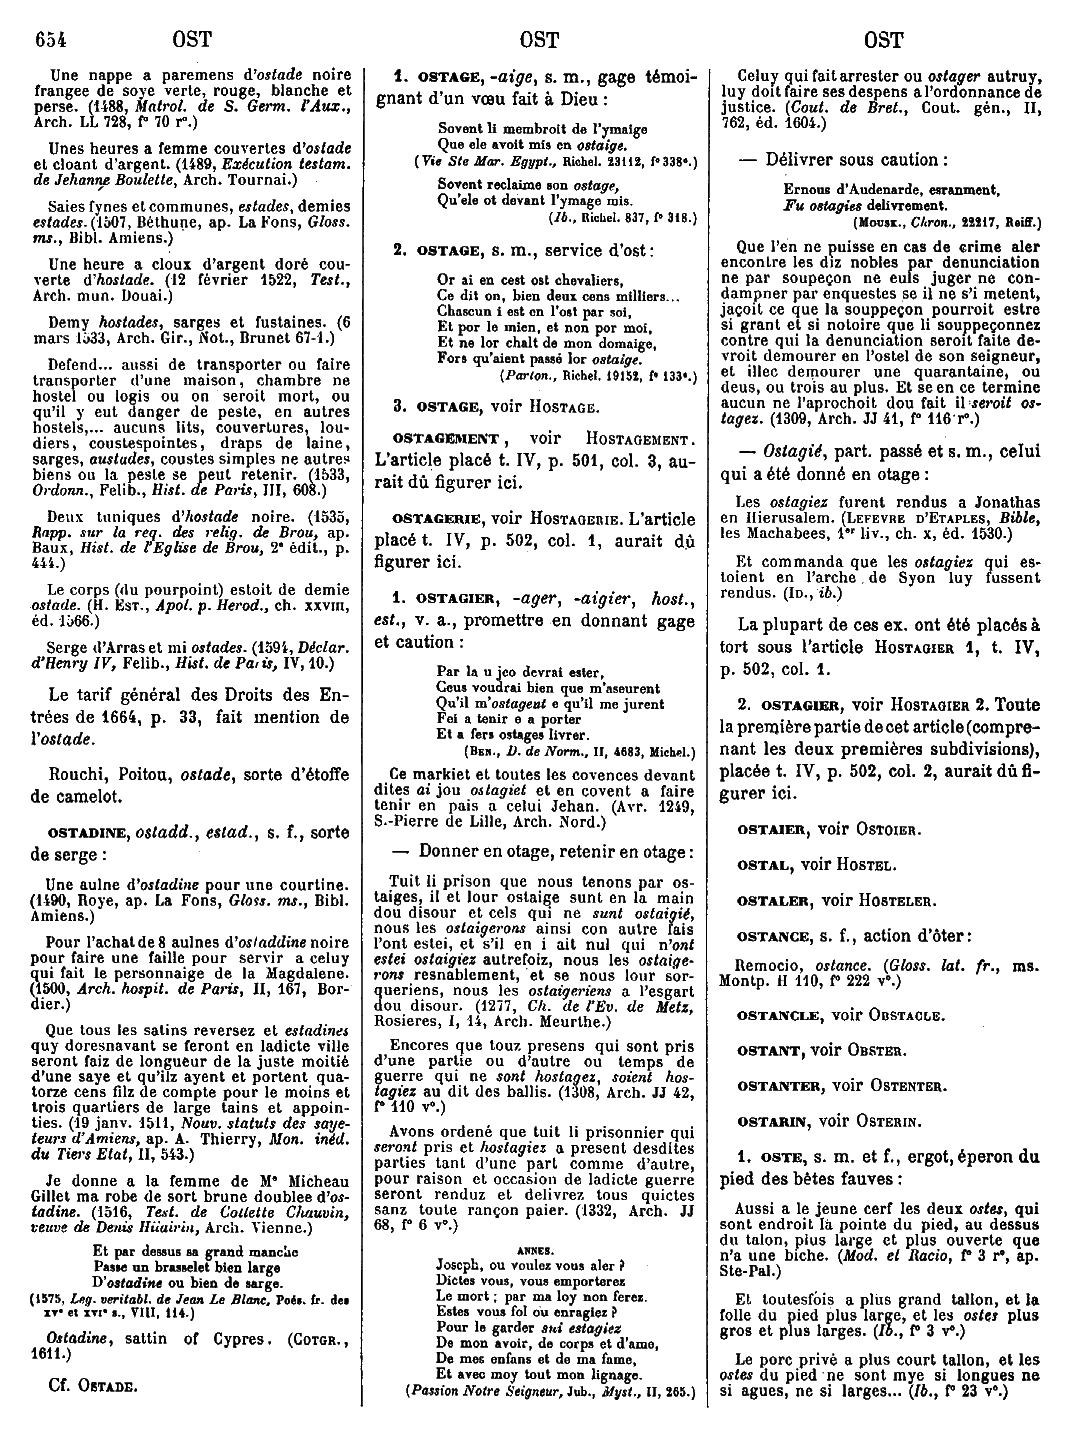 654 OST OST OST
Une nappe a paremens d'ostade noire
frangee de soye verte, rouge, blanche et
perse. (1488, Matrol. de S. Germ. l'Aux.,
Arch. LL 728, f° 70 r°.)
Unes heures a femme couvertes d'ostade
et cloant d'argent. (1489, Exécution testam.
de Jehanne Boulette, Arch. Tournai.)
Saies fynes et communes, estades, demies
estades. (1507, Béthune, ap. La Fons, Gloss.
ms., Bibl. Amiens.)
Une heure a cloux d'argent doré cou-
verte d'hostade. (12 février 1522, Test.,
Arch. mun. Douai.)
Demy hostades, sarges et fustaines. (6
mars 1533, Arch. Gir., Not., Brunet 67-1.)
Defend... aussi de transporter ou faire
transporter d'une maison, chambre ne
hostel ou logis ou on seroit mort, ou
qu'il y eut danger de peste, en autres
hostels,... aucuns lits, couvertures, lou-
diers, coustespointes, draps de laine,
sarges, austades, coustes simples ne autres
biens ou la peste se peut retenir. (1533,
Ordonn., Felib., Hist. de Paris, III, 608.)
Deux tuniques d'hostade noire. (1535,
Rapp. sur la req. des relig. de Brou, ap.
Baux, Hist. de l'Eglise de Brou, 2e édit., p.
444.)
Le corps (du pourpoint) estoit de demie
ostade. (H. EST., Apol. p. Herod., ch. XXVIII,
éd. 1566.)
Serge d'Arras et mi ostades. (1594, Déclar.
d'Henry IV, Felib., Hist. de Paris, IV, 10.)
Le tarif général des Droits des En-
trées de 1664, p. 33, fait mention de
l'ostade.
Rouchi, Poitou, ostade, sorte d'étoffe
de camelot.
OSTADINE, ostadd., estad., s. f., sorte
de serge :
Une aulne d'ostadine pour une courtine.
(1490, Roye, ap. La Fons, Gloss. ms., Bibl.
Amiens.)
Pour l'achat de 8 aulnes d'ostaddine noire
pour faire une faille pour servir a celuy
qui fait le personnaige de la Magdalene.
(1500, Arch. hospit. de Paris, II, 167, Bor-
dier.)
Que tous les satins reversez et estadines
quy doresnavant se feront en ladicte ville
seront faiz de longueur de la juste moitié
d'une saye et qu'ilz ayent et portent qua-
torze cens filz de compte pour le moins et
trois quartiers de large tains et appoin-
ties. (19 janv. 1511, Nouv. statuts des saye-
teurs d'Amiens, ap. A. Thierry, Mon. inéd.
du Tiers Etat, II, 543.)
Je donne a la femme de Me Micheau
Gillet ma robe de sort brune doublee d'os-
tadine. (1516, Test. de Collette Chauvin,
veuve de Denis Huairin, Arch. Vienne.)
Et par dessus sa grand manche
Passe un brasselet bien large
D'ostadine ou bien de sarge.
(1575, Leg. veritabl. de Jean Le Blanc, Poés. fr. des
XVe et XVIe s., VIII, 114.)
Ostadine, sattin of Cypres. (COTGR.,
1611.)
Cf. OSTADE.
1. OSTAGE, -aige, s. m., gage témoi-
gnant d'un vœu fait à Dieu :
Sovent li membroit de l'ymaige
Que ele avoit mis en ostaige.
(Vie Ste Mar. Egypt., Richel. 23112, f° 338e.)
Sovent reclaime son ostage,
Qu'ele ot devant l'ymage mis.
(Ib., Richel. 837, f° 318.)
2. OSTAGE, s. m., service d'ost :
Or ai en cest ost chevaliers,
Ce dit on, bien deux cens milliers...
Chascun i est en l'ost par soi,
Et por le mien, et non por moi,
Et ne lor chalt de mon domaige,
Fors qu'aient passé lor ostaige.
(Parton., Richel. 19152, f° 133e.)
3. OSTAGE, voir HOSTAGE.
OSTAGEMENT, voir HOSTAGEMENT.
L'article placé t. IV, p. 501, col. 3, au-
rait dû figurer ici.
OSTAGERIE, voir HOSTAGERIE. L'article
placé t. IV, p. 502, col. 1, aurait dû
figurer ici.
1. OSTAGIER, -ager, -aigier, host.,
est., v. a., promettre en donnant gage
et caution :
Par la u jco devrai ester,
Ceus voudrai bien que m'aseurent
Qu'il m'ostagent e qu'il me jurent
Fei a tenir e a porter
Et a fers ostages livrer.
(BEN., D. de Norm., II, 4683, Michel.)
Ce markiet et toutes les covences devant
dites ai jou ostagiet et en covent a faire
tenir en pais a celui Jehan. (Avr. 1249,
S.-Pierre de Lille, Arch. Nord.)
— Donner en otage, retenir en otage :
Tuit li prison que nous tenons par os-
taiges, il et lour ostaige sunt en la main
dou disour et cels qui ne sunt ostaigié,
nous les ostaigerons ainsi con autre fais
l'ont estei, et s'il en i ait nul qui n'ont
estei ostaigiez autrefoiz, nous les ostaige-
rons resnablement, et se nous lour sor-
queriens, nous les ostaigeriens a l'esgart
dou disour. (1277, Ch. de l'Ev. de Metz,
Rosieres, I, 14, Arch. Meurthe.)
Encores que touz presens qui sont pris
d'une partie ou d'autre ou temps de
guerre qui ne sont hostagez, soient hos-
tagiez au dit des ballis. (1308, Arch. JJ 42,
f° 110 v°.)
Avons ordené que tuit li prisonnier qui
seront pris et hostagiez a present desdites
parties tant d'une part comme d'autre,
pour raison et occasion de ladicte guerre
seront renduz et delivrez tous quictes
sanz toute rançon paier. (1332, Arch. JJ
68, f° 6 v°.)
ANNES.
Joseph, ou voulez vous aler ?
Dictes vous, vous emporterez
Le mort ; par ma loy non ferez.
Estes vous fol ou enragiez ?
Pour le garder sui estagiez
De mon avoir, de corps et d'ame,
De mes enfans et de ma fame,
Et avec moy tout mon lignage.
(Passion Notre Seigneur, Jub., Myst., II, 265.)
Celuy qui fait arrester ou ostager autruy,
luy doit faire ses despens a l'ordonnance de
justice. (Cout. de Bret., Cout. gén., II,
762, éd. 1604.)
— Délivrer sous caution :
Ernous d'Audenarde, esranment,
Fu ostagies delivrement.
(MOUSK., Chron., 22217, Reiff.)
Que l'en ne puisse en cas de crime aler
encontre les diz nobles par denunciation
ne par soupeçon ne euls juger ne con-
dampner par enquestes se il ne s'i metent,
jaçoit ce que la souppeçon pourroit estre
si grant et si notoire que li souppeçonnez
contre qui la denunciation seroit faite de-
vroit demourer en l'ostel de son seigneur,
et illec demourer une quarantaine, ou
deus, ou trois au plus. Et se en ce termine
aucun ne l'aprochoit dou fait il seroit os-
tagez. (1309, Arch. JJ 41, f° 116 r°.)
— Ostagié, part. passé et s. m., celui
qui a été donné en otage :
Les ostagiez furent rendus a Jonathas
en Hierusalem. (LEFEVRE D'ETAPLES, Bible,
les Machabees, 1er liv., ch. X, éd. 1530.)
Et commanda que les ostagiez qui es-
toient en l'arche de Syon luy fussent
rendus. (ID., ib.)
La plupart de ces ex. ont été placés à
tort sous l'article HOSTAGIER 1, t. IV,
p. 502, col. 1.
2. OSTAGIER, voir HOSTAGIER 2. Toute
la première partie de cet article (compre-
nant les deux premières subdivisions),
placée t. IV, p. 502, col. 2, aurait dû fi-
gurer ici.
OSTAIER, voir OSTOIER.
OSTAL, voir HOSTEL.
OSTALER, voir HOSTELER.
OSTANCE, s. f., action d'ôter :
Remocio, ostance. (Gloss. lat. fr., ms.
Montp. H 110, f° 222 v°.)
OSTANCLE, voir OBSTACLE.
OSTANT, voir OBSTER.
OSTANTER, voir OSTENTER.
OSTARIN, voir OSTERIN.
1. OSTE, s. m. et f., ergot, éperon du
pied des bêtes fauves :
Aussi a le jeune cerf les deux ostes, qui
sont endroit la pointe du pied, au dessus
du talon, plus large et plus ouverte que
n'a une biche. (Mod. et Racio, f° 3 r°, ap.
Ste-Pal.)
Et toutesfois a plus grand tallon, et la
folle du pied plus large, et les ostes plus
gros et plus larges. (Ib., f° 3 v°.)
Le porc privé a plus court tallon, et les
ostes du pied ne sont mye si longues ne
si agues, ne si larges... (Ib., f° 23 v°.)